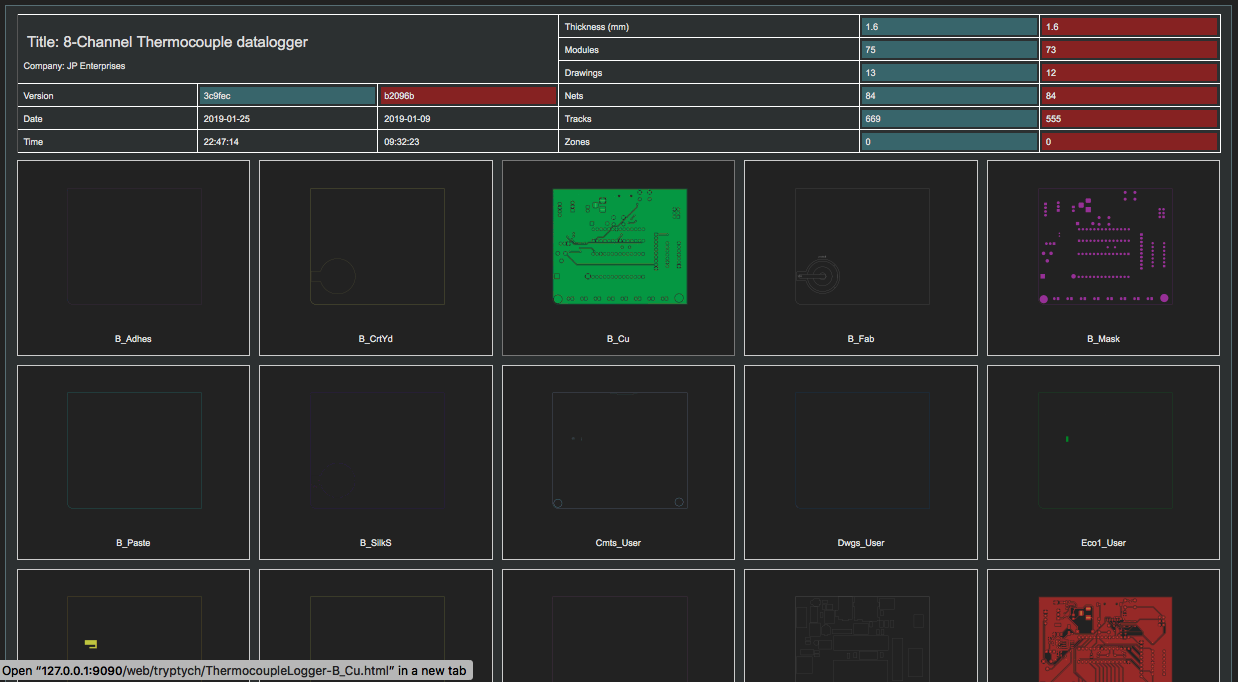 Title: 8-Channel Thermocouple datalogger
Company: JP Enterprises
Version 3c9fec b2096b
Date 2019-01-25 2019-01-09
Time 22:47:14 09:32:23
Thickness (mm) 1.6 1.6
Modules 75 73
Drawings 13 12
Nets 84 84
Tracks 669 555
Zones 0 0
B_Adhes B_CrtYd B_Cu B_Fab B_Mask
B_Paste B_SilkS Cmts_User Dwgs_User Eco1_User
Open “127.0.0.1:9090/web/tryptych/ThermocoupleLogger-B_Cu.html” in a new tab